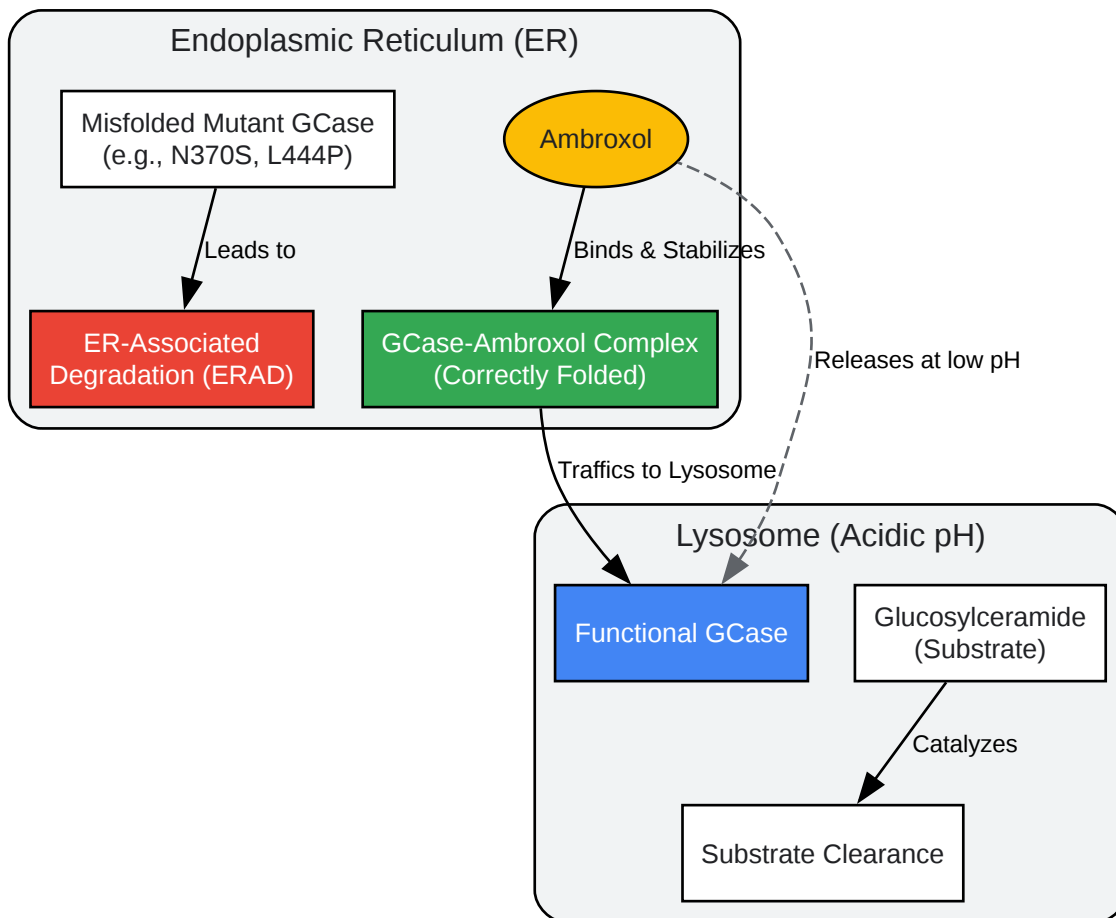 Endoplasmic Reticulum (ER)
Misfolded Mutant GCase
(e.g., N370S, L444P)
Ambroxol
Leads to
Binds & Stabilizes
ER-Associated
Degradation (ERAD)
GCase-Ambroxol Complex
(Correctly Folded)
Releases at low pH
Traffics to Lysosome
Lysosome (Acidic pH)
Functional GCase
Glucosylceramide
(Substrate)
Catalyzes
Substrate Clearance